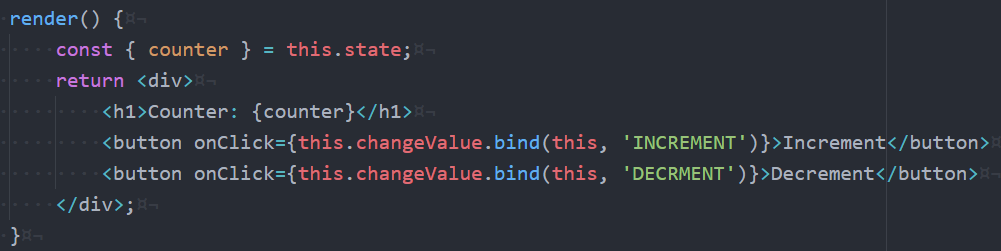 render() {
const { counter } = this.state;
return <div>
<h1>Counter: {counter}</h1>
<button onClick={this.changeValue.bind(this, 'INCREMENT')}>Increment</button>
<button onClick={this.changeValue.bind(this, 'DECRMENT')}>Decrement</button>
</div>;
}